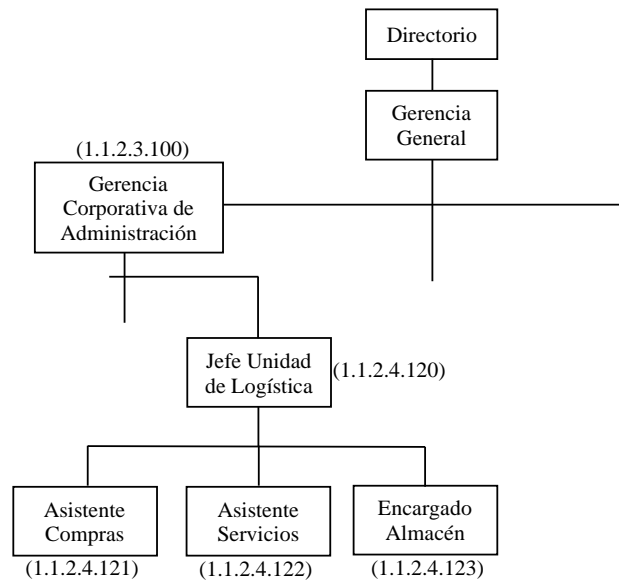 Directorio
Gerencia
General
(1.1.2.3.100)
Gerencia
Corporativa de
Administración
Jefe Unidad
de Logística
(1.1.2.4.120)
Asistente
Compras
Asistente
Servicios
Encargado
Almacén
(1.1.2.4.121)
(1.1.2.4.122)
(1.1.2.4.123)